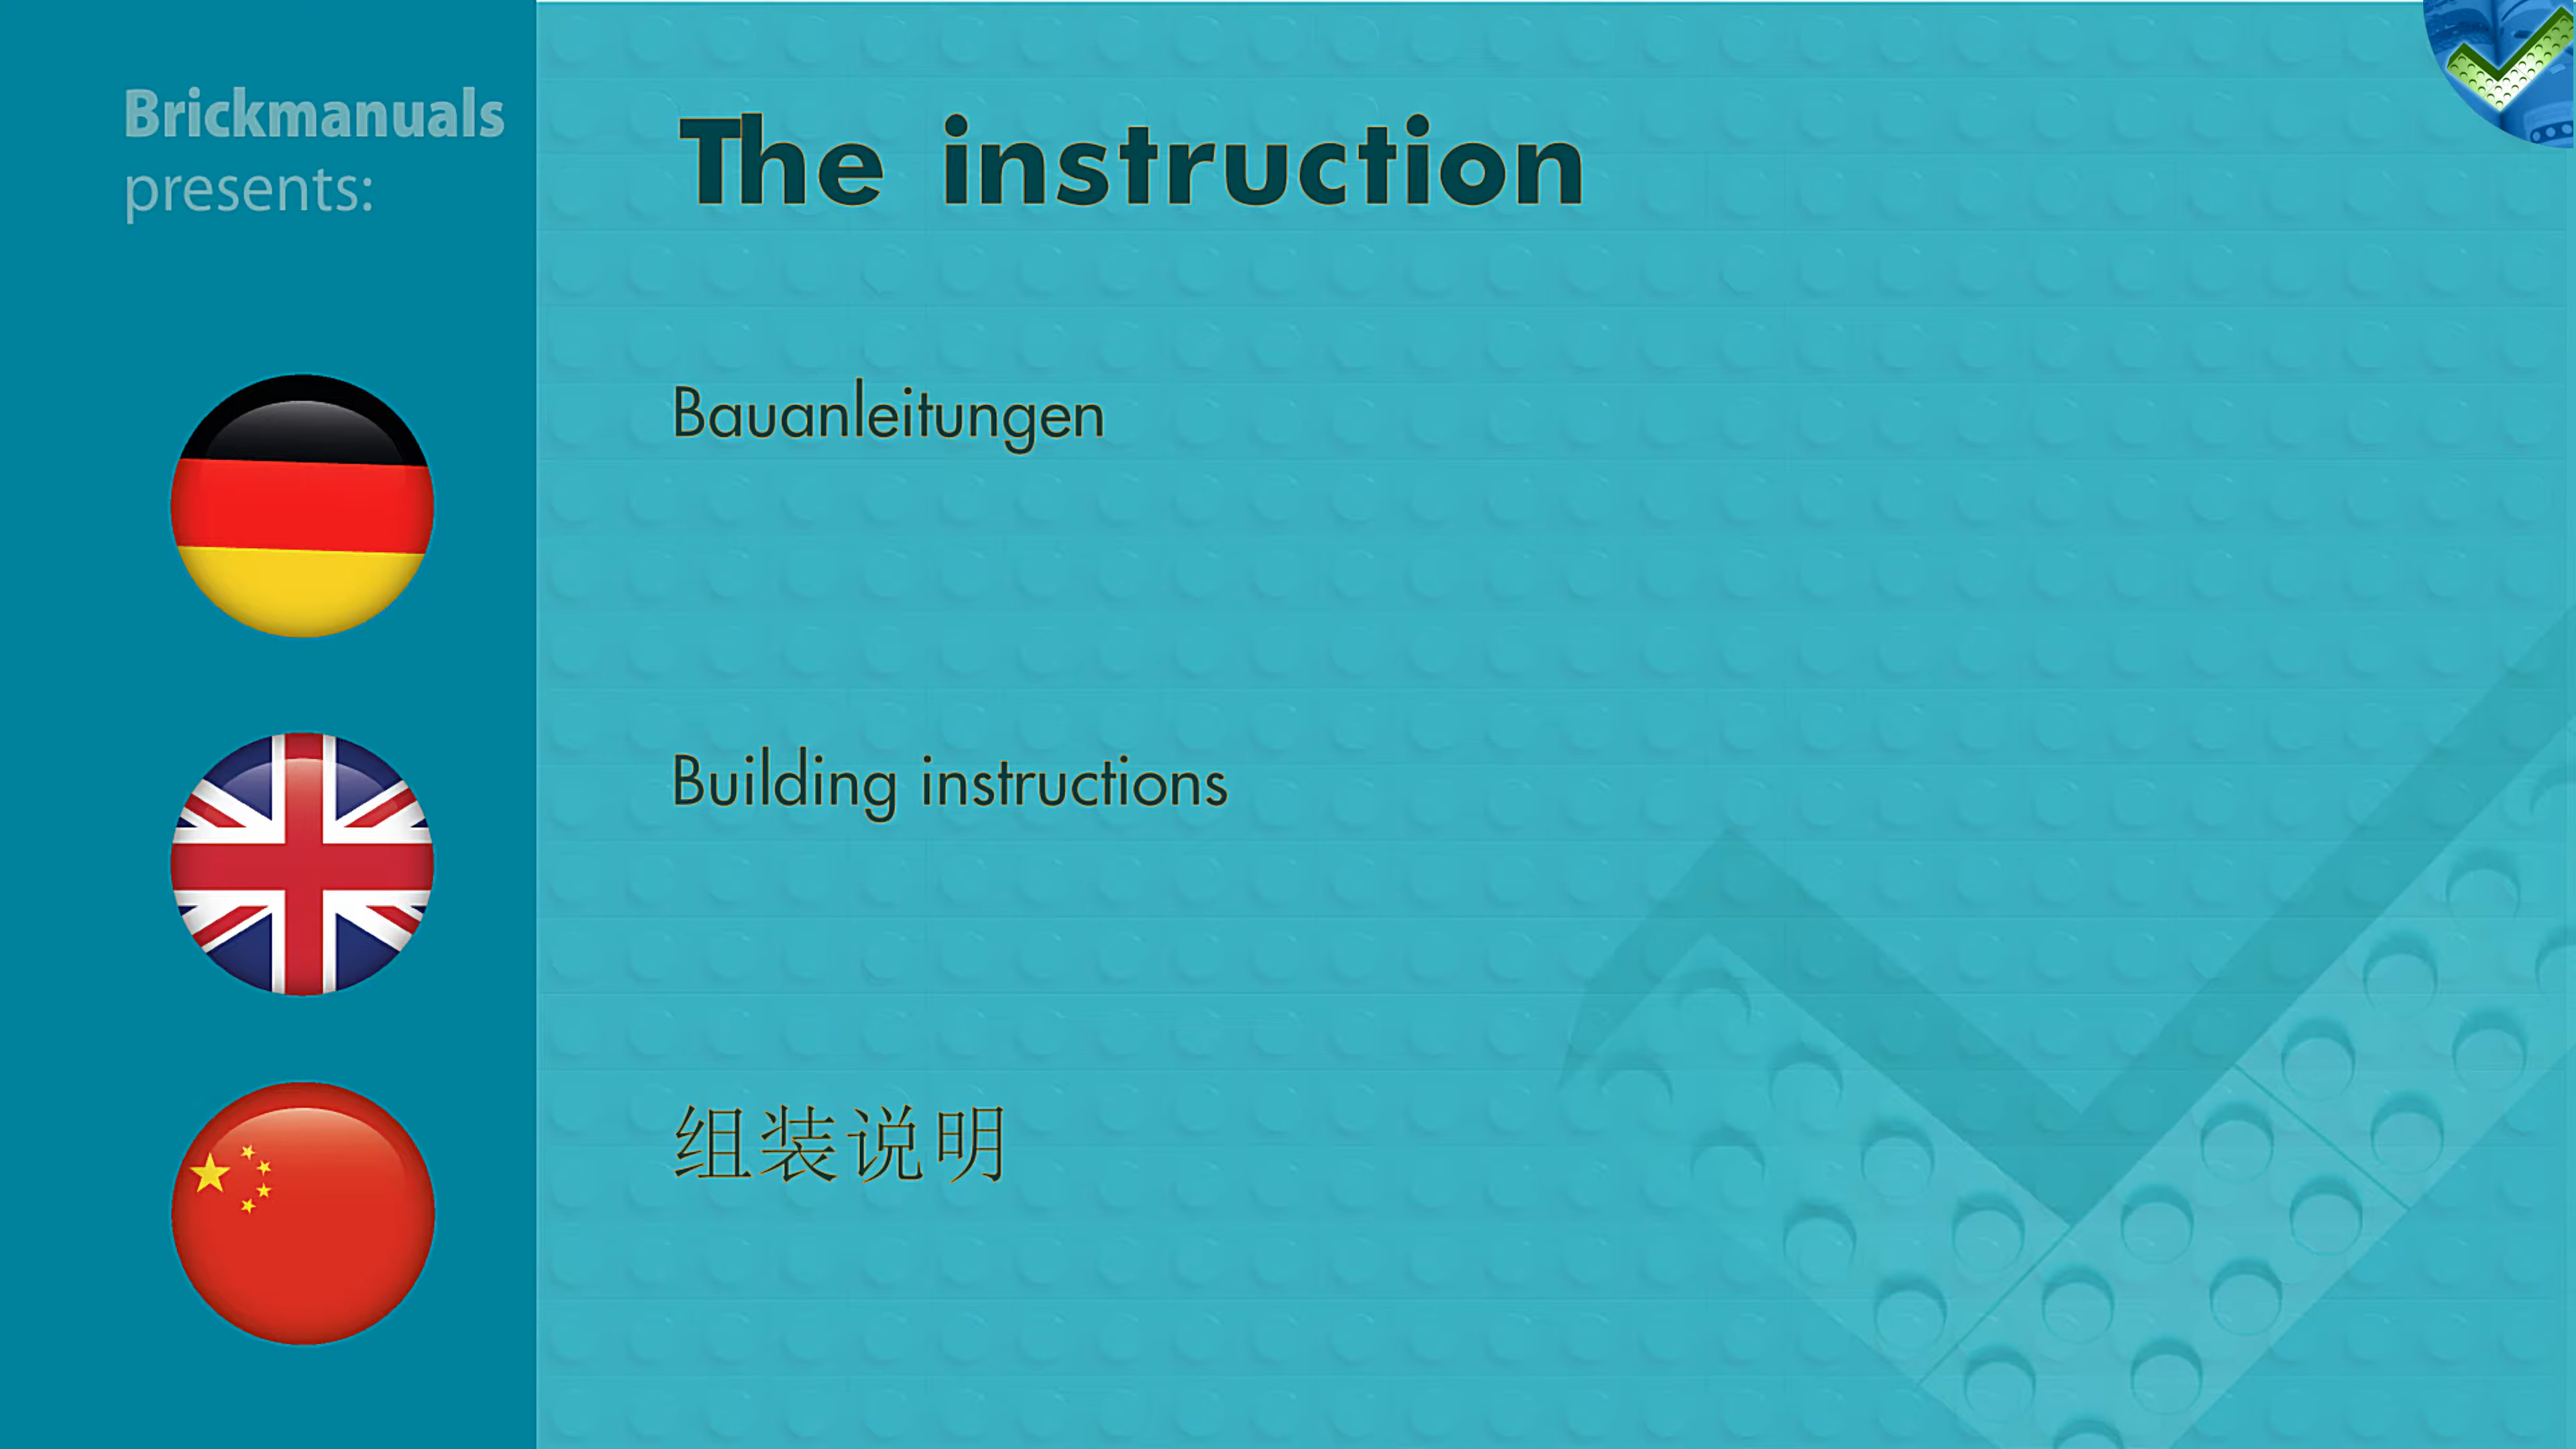 Brickmanuals
presents:
The instruction
Bauanleitungen
Building instructions
组装说明